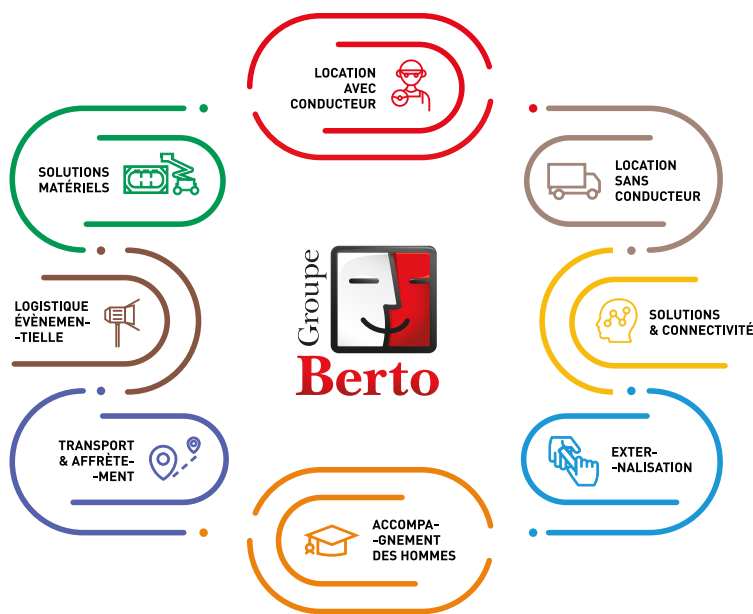 LOCATION
AVEC
CONDUCTEUR
SOLUTIONS
MATÉRIELS
LOCATION
SANS
CONDUCTEUR
LOGISTIQUE
ÉVÈNEMEN-
-TIELLE
Groupe
Berto
SOLUTIONS
& CONNECTIVITÉ
TRANSPORT
& AFFRÈTE-
-MENT
EXTER-
-NALISATION
ACCOMPA-
-GNEMENT
DES HOMMES